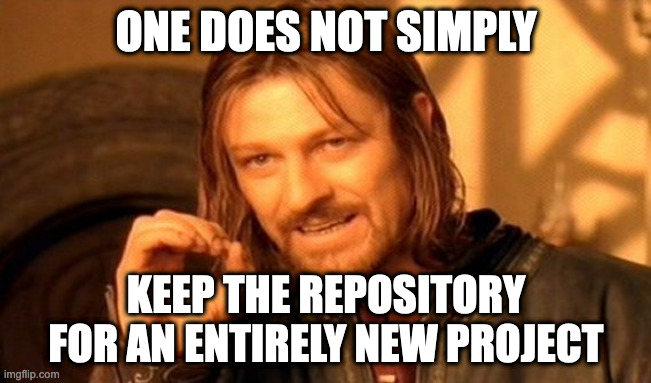 ONE DOES NOT SIMPLY
KEEP THE REPOSITORY
FOR AN ENTIRELY NEW PROJECT
imgflip.com